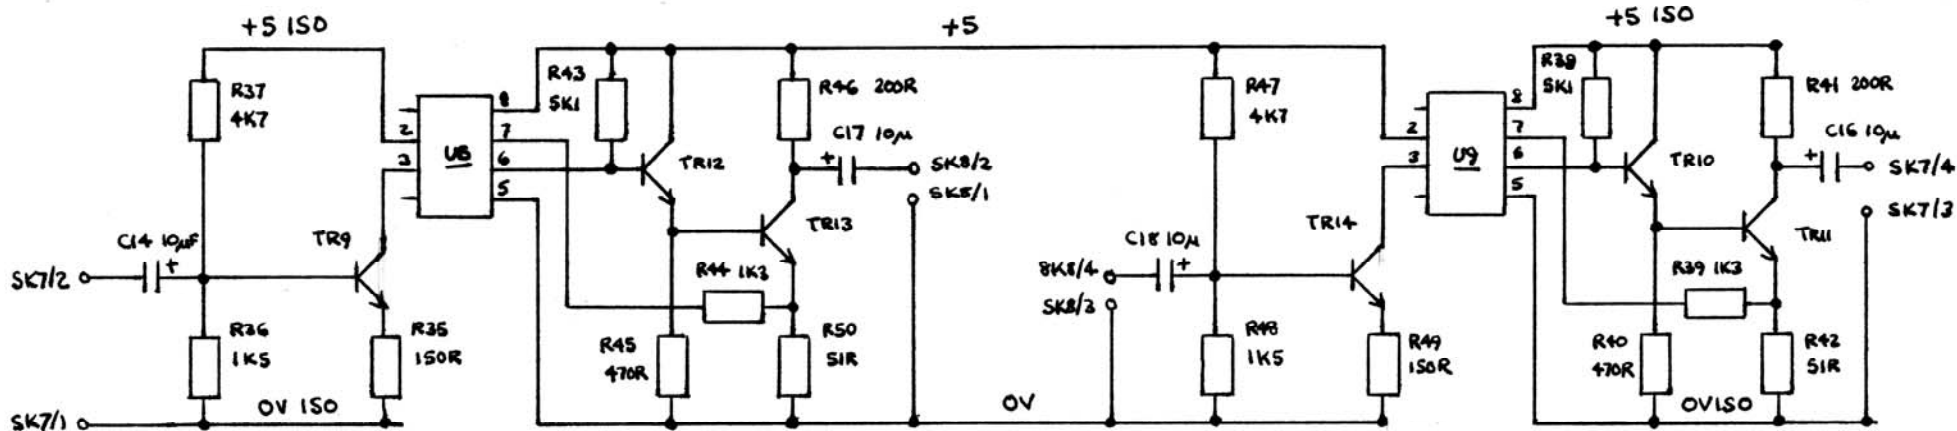 +5 ISO
R37
4K7
C14 10µF
+
SK7/2
TR9
R36
1K5
R35
150R
0V ISO
SK7/1
2
3
U8
8
7
6
5
+5
R43
5K1
R46 200R
C17 10µ
+
TR12
SK8/2
SK8/1
TR13
R44 1K3
R45
470R
R50
51R
0V
R47
4K7
C18 10µ
+
SK8/4
SK8/3
TR14
R48
1K5
R49
150R
2
3
U9
8
7
6
5
+5 ISO
R38
5K1
R41 200R
C16 10µ
+
TR10
SK7/4
SK7/3
TR11
R39 1K3
R40
470R
R42
51R
0V ISO